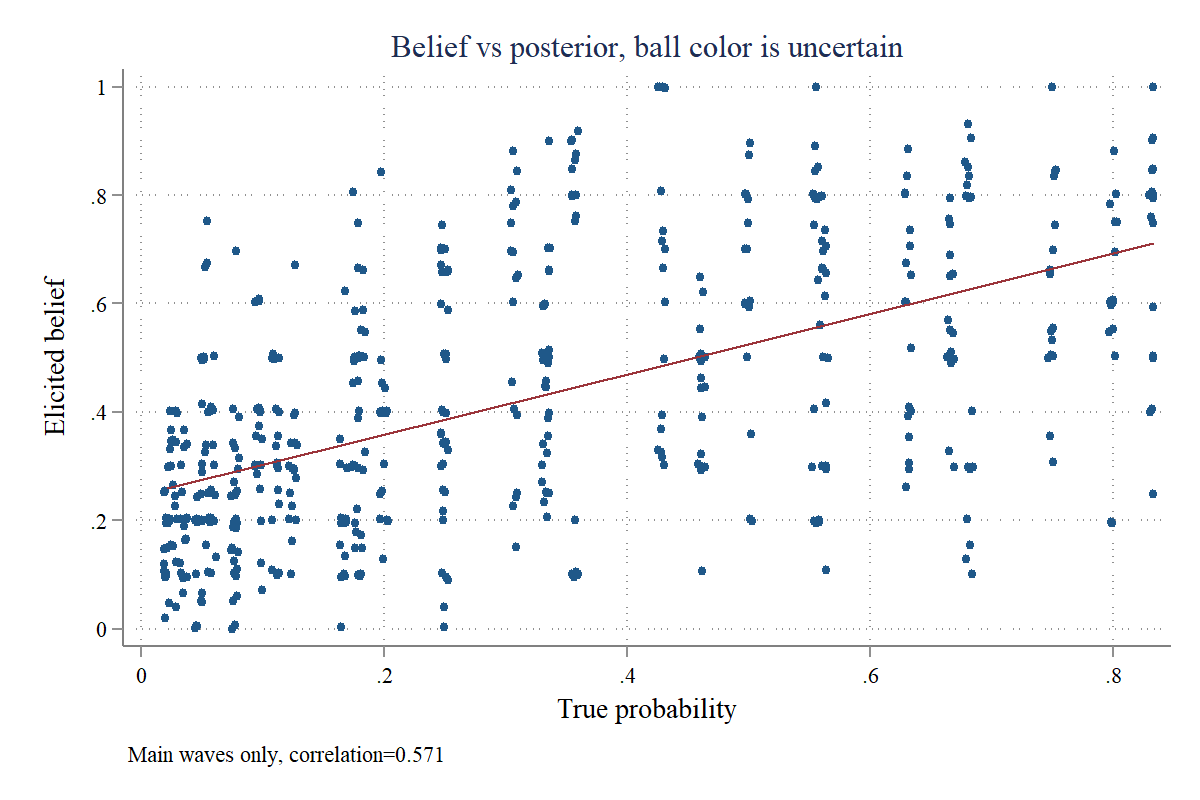 Belief vs posterior, ball color is uncertain
Elicited belief
1
.8
.6
.4
.2
0
0 .2 .4 .6 .8
True probability
Main waves only, correlation=0.571